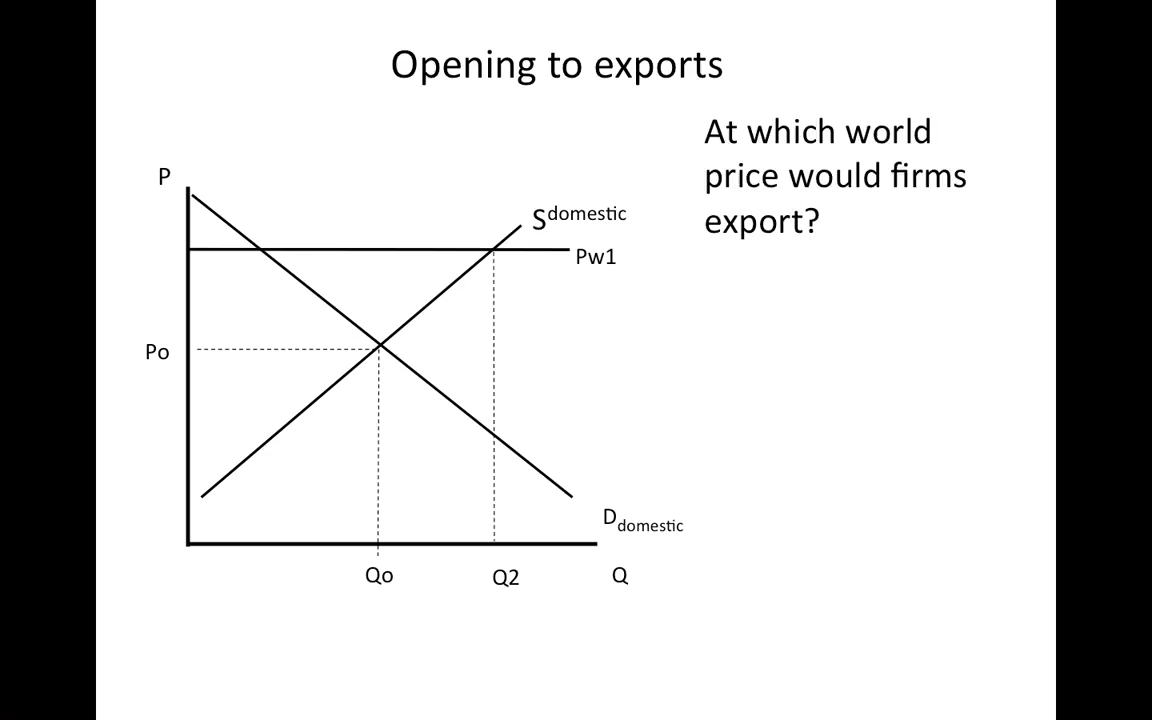 Opening to exports
At which world
price would firms
export?
P
Sdomestic
Pw1
Po
Ddomestic
Qo
Q2
Q